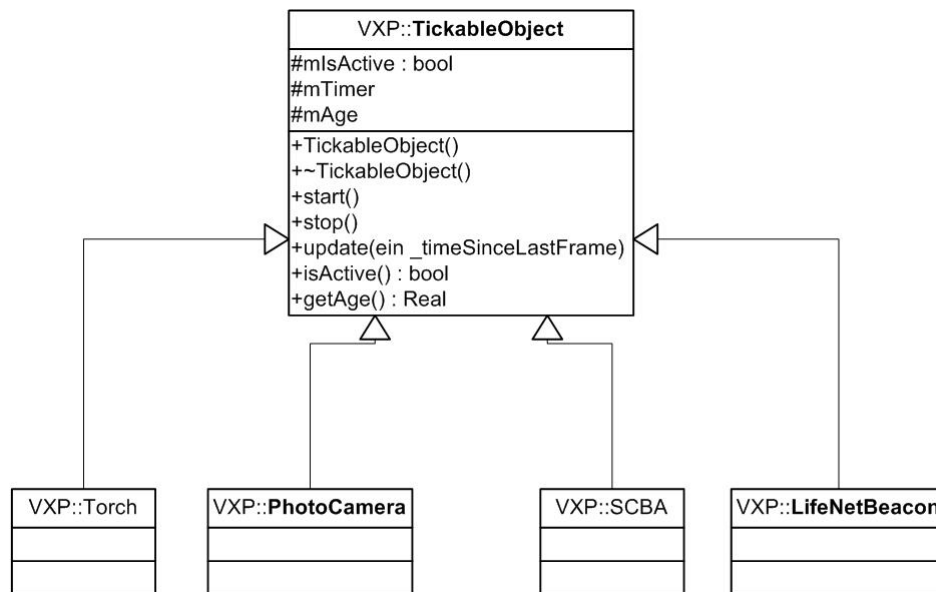 VXP::TickableObject
#mIsActive : bool
#mTimer
#mAge
+TickableObject()
+~TickableObject()
+start()
+stop()
+update(ein _timeSinceLastFrame)
+isActive() : bool
+getAge() : Real
VXP::Torch
VXP::PhotoCamera
VXP::SCBA
VXP::LifeNetBeacon